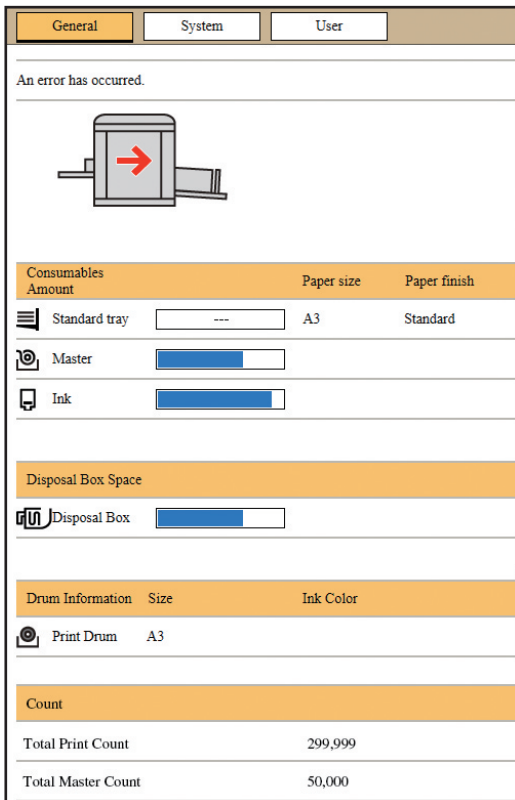 General System User
An error has occurred.
Consumables
Amount Paper size Paper finish
Standard tray --- A3 Standard
Master
Ink
Disposal Box Space
Disposal Box
Drum Information Size Ink Color
Print Drum A3
Count
Total Print Count 299,999
Total Master Count 50,000